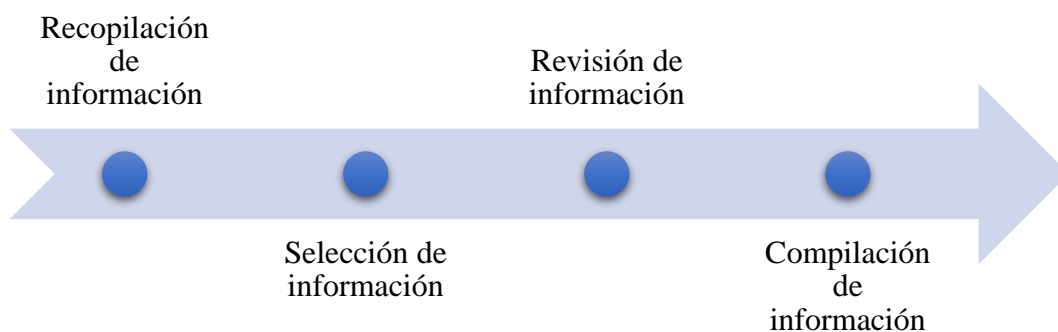 Recopilación
de
información
Selección de
información
Revisión de
información
Compilación
de
información